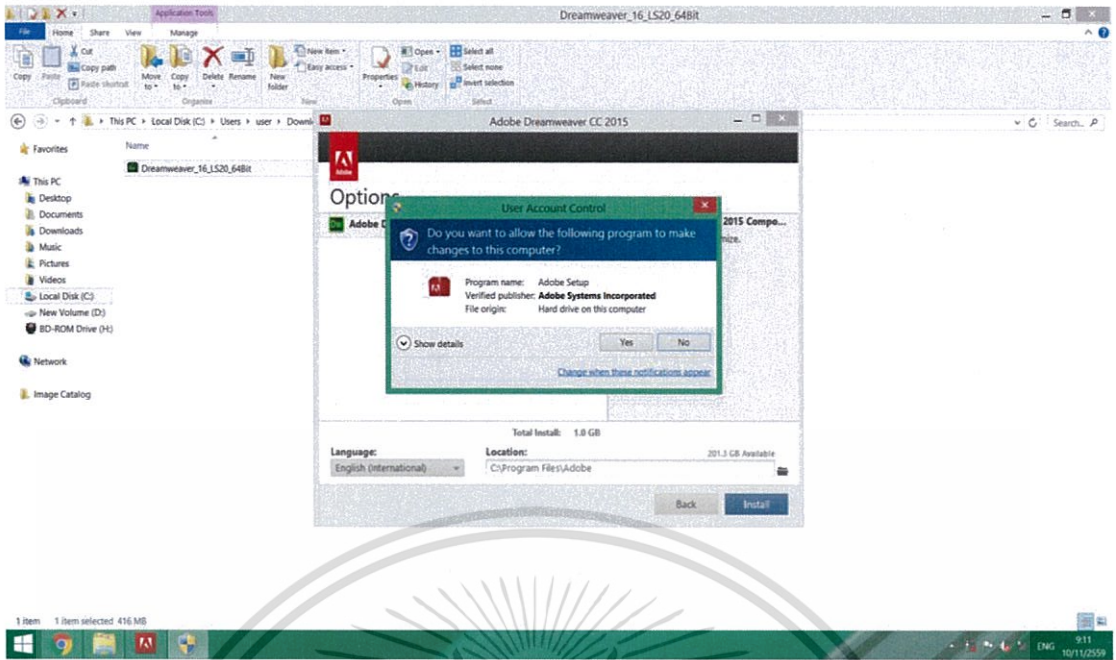 Application Tools
Dreamweaver_16_LS20_64Bit
File Home Share View Manage
Copy
Paste
Cut
Copy path
Paste shortcut
Clipboard
Move to
Copy to
Delete
Rename
Organize
New folder
New item
Easy access
New
Properties
Open
Edit
History
Open
Select all
Select none
Invert selection
Select
This PC Local Disk (C:) Users user Downl
Search...
Favorites
This PC
Desktop
Documents
Downloads
Music
Pictures
Videos
Local Disk (C:)
New Volume (D:)
BD-ROM Drive (H:)
Network
Image Catalog
Name
Dreamweaver_16_LS20_64Bit
Adobe Dreamweaver CC 2015
Adobe
Options
Adobe D
2015 Compo...
mize.
User Account Control
Do you want to allow the following program to make
changes to this computer?
Program name: Adobe Setup
Verified publisher: Adobe Systems Incorporated
File origin: Hard drive on this computer
Show details
Yes No
Change when these notifications appear
Total Install: 1.0 GB
Language:
English (International)
Location:
201.3 GB Available
C:\Program Files\Adobe
Back Install
1 item 1 item selected 416 MB
ENG
9:11
10/11/2559